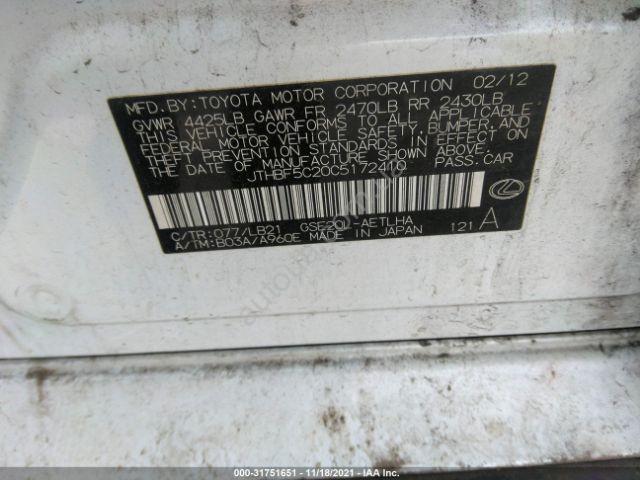 MFD. BY: TOYOTA MOTOR CORPORATION 02/12
GVWR 4425LB GAWR FR 2470LB RR 2430LB
THIS VEHICLE CONFORMS TO ALL APPLICABLE
FEDERAL MOTOR VEHICLE SAFETY, BUMPER, AND
THEFT PREVENTION STANDARDS IN EFFECT ON
THE DATE OF MANUFACTURE SHOWN ABOVE.
JTHBF5C20C5172410 PASS. CAR
C/TR: 077/LB21 GSE20L-AETLHA
A/TM: B03A/A960E MADE IN JAPAN 121 A
000-31751651 - 11/18/2021 - IAA Inc.